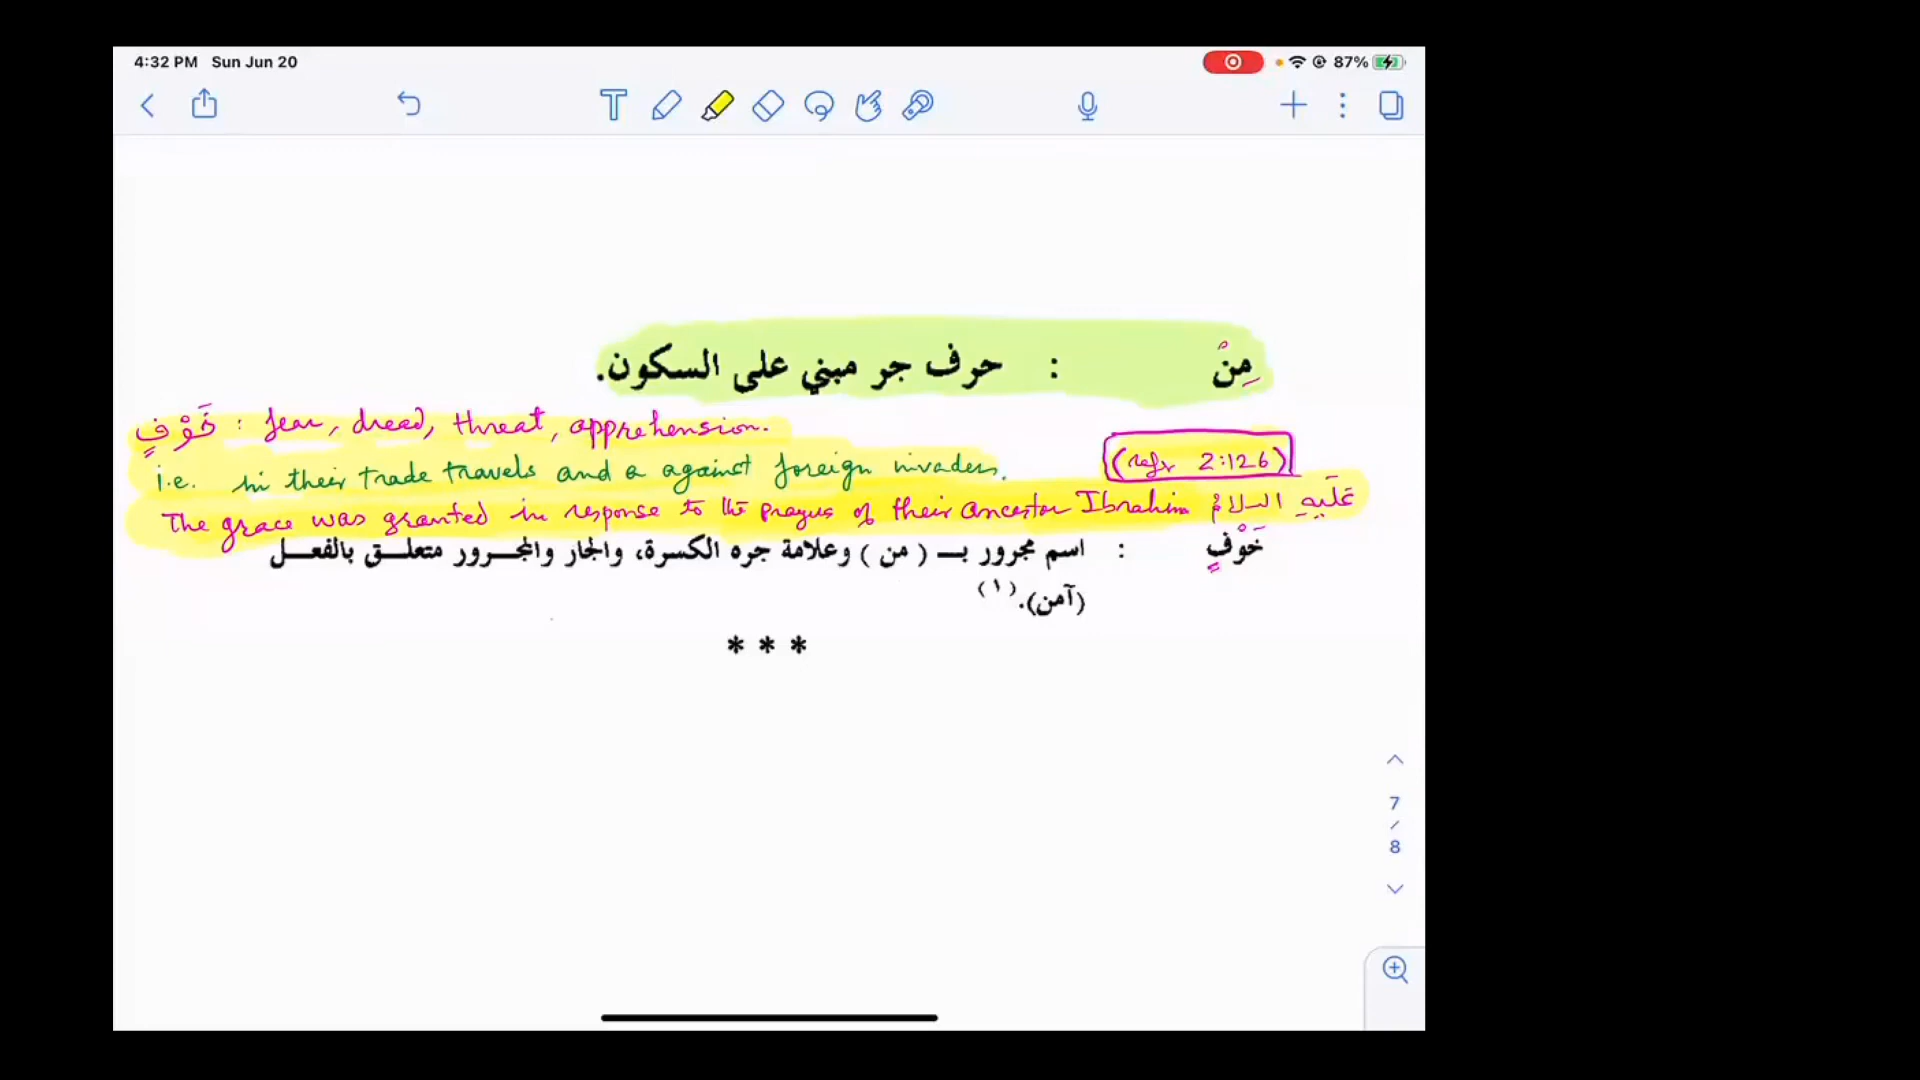 4:32 PM Sun Jun 20
87%
مِنْ : حرف جر مبني على السكون.
خَوْفٍ : fear, dread, threat, apprehension.
i.e. in their trade travels and a against foreign invaders. (refr 2:126)
The grace was granted in response to the prayers of their ancestor Ibrahim عَلَيهِ السلامُ
خَوْفٍ : اسم مجرور بـ ( من ) وعلامة جره الكسرة، والجار والمجرور متعلق بالفعل
(آمن).(١)
* * *
7
/
8